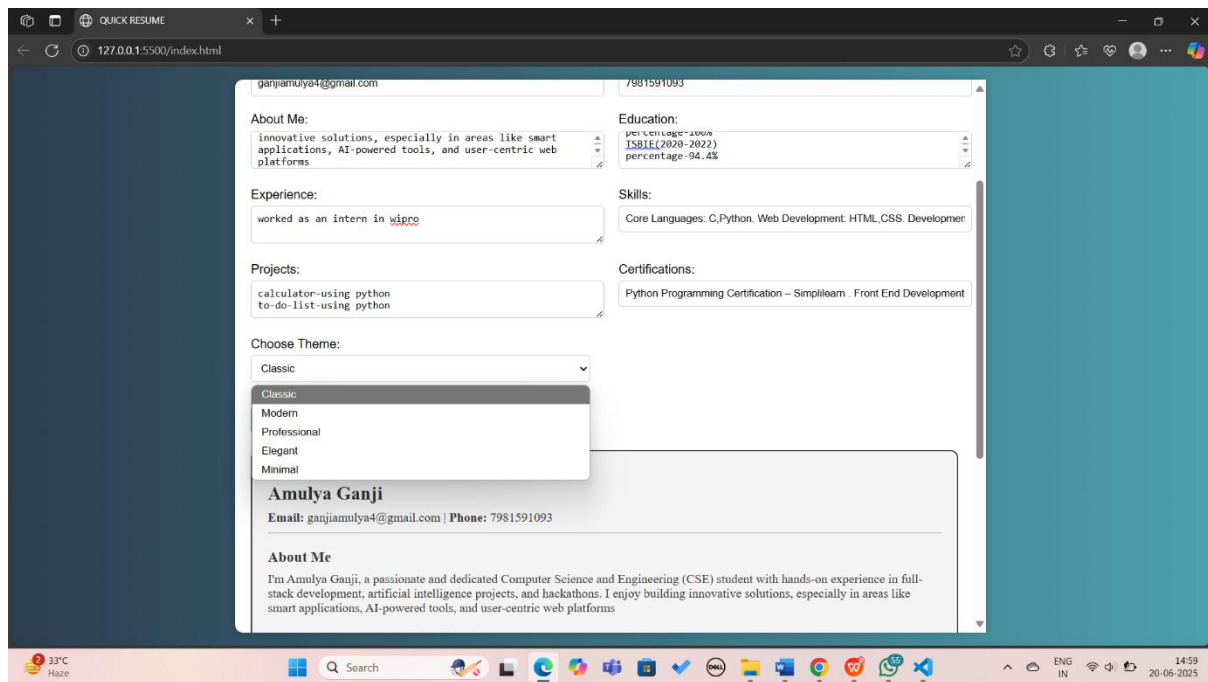 QUICK RESUME
127.0.0.1:5500/index.html
ganjiamulya4@gmail.com
7981591093
About Me:
Education:
innovative solutions, especially in areas like smart
applications, AI-powered tools, and user-centric web
platforms
percentage-100%
TSBIE(2020-2022)
percentage-94.4%
Experience:
Skills:
worked as an intern in wipro
Core Languages: C,Python. Web Development: HTML,CSS. Developmen
Projects:
Certifications:
calculator-using python
to-do-list-using python
Python Programming Certification – Simplilearn . Front End Development
Choose Theme:
Classic
Classic
Modern
Professional
Elegant
Minimal
Amulya Ganji
Email: ganjiamulya4@gmail.com | Phone: 7981591093
About Me
I'm Amulya Ganji, a passionate and dedicated Computer Science and Engineering (CSE) student with hands-on experience in full-
stack development, artificial intelligence projects, and hackathons. I enjoy building innovative solutions, especially in areas like
smart applications, AI-powered tools, and user-centric web platforms
2
33°C
Haze
Search
DELL
55
ENG
IN
14:59
20-06-2025